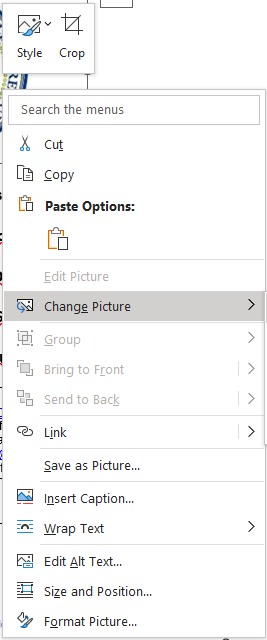 Style
Crop
Search the menus
Cut
Copy
Paste Options:
Edit Picture
Change Picture
Group
Bring to Front
Send to Back
Link
Save as Picture...
Insert Caption...
Wrap Text
Edit Alt Text...
Size and Position...
Format Picture...